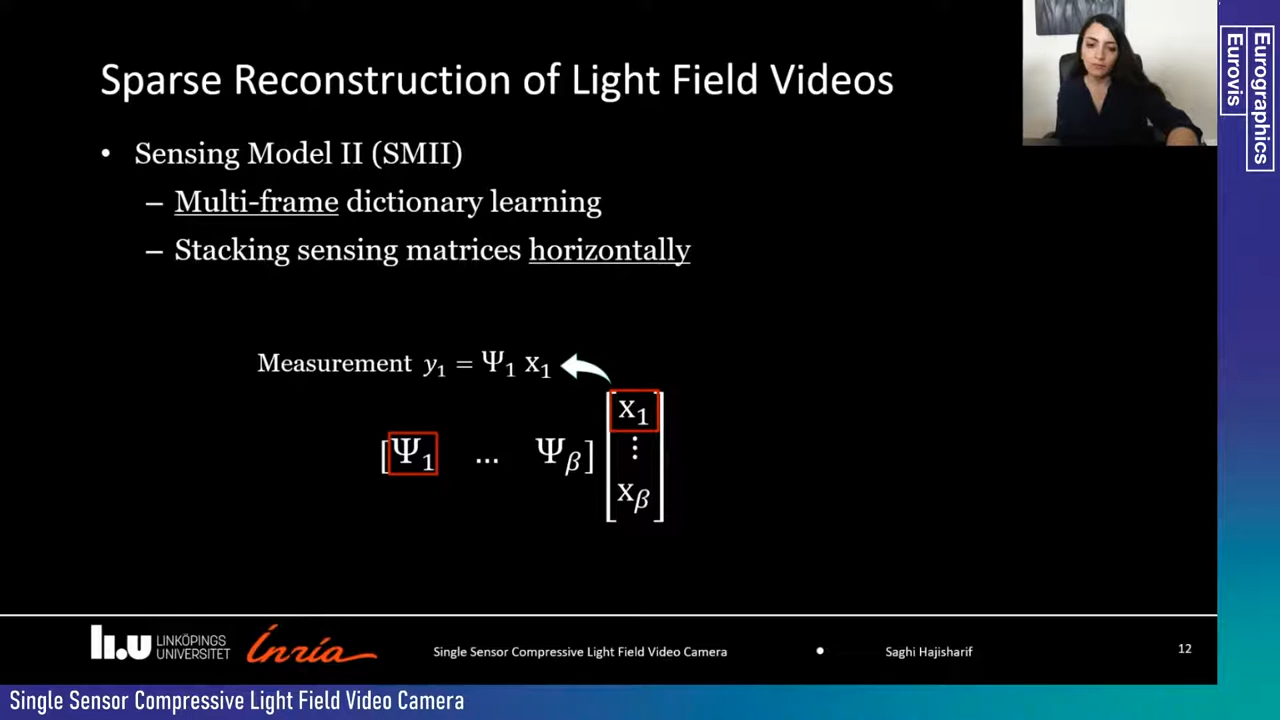 Sparse Reconstruction of Light Field Videos
• Sensing Model II (SMII)
– Multi-frame dictionary learning
– Stacking sensing matrices horizontally
Measurement y₁ = Ψ₁ x₁
[Ψ₁ … Ψᵦ] [x₁ ⋮ xᵦ]
LiU LINKÖPINGS UNIVERSITET
Inria
Single Sensor Compressive Light Field Video Camera • Saghi Hajisharif 12
Single Sensor Compressive Light Field Video Camera
Eurovis
Eurographics